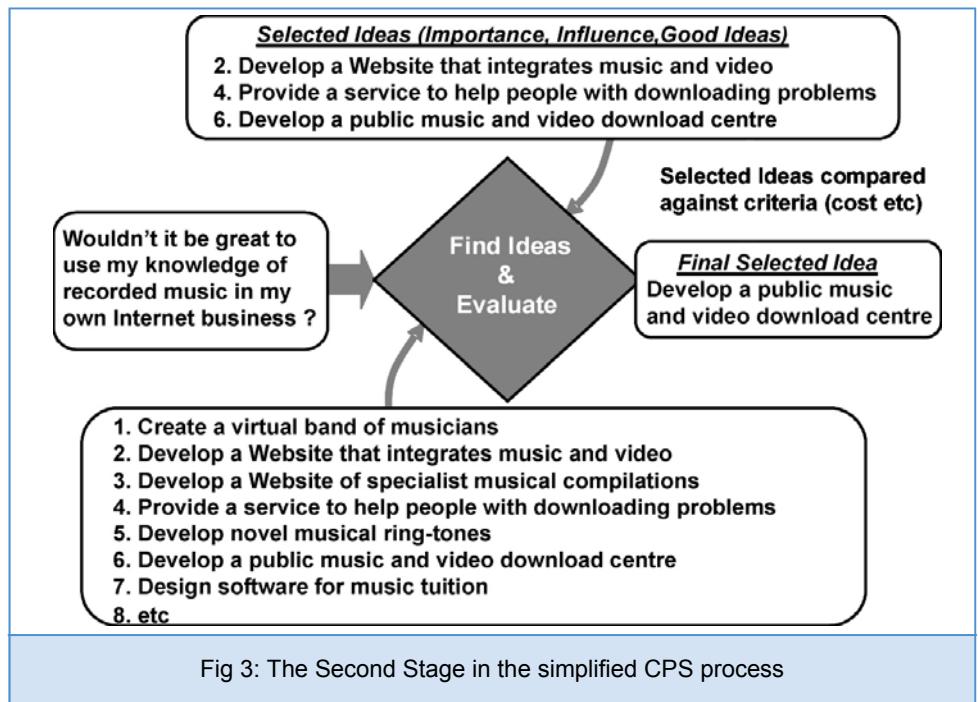 Selected Ideas (Importance, Influence,Good Ideas)
2. Develop a Website that integrates music and video
4. Provide a service to help people with downloading problems
6. Develop a public music and video download centre
Selected Ideas compared
against criteria (cost etc)
Wouldn't it be great to
use my knowledge of
recorded music in my
own Internet business ?
Find Ideas
&
Evaluate
Final Selected Idea
Develop a public music
and video download centre
1. Create a virtual band of musicians
2. Develop a Website that integrates music and video
3. Develop a Website of specialist musical compilations
4. Provide a service to help people with downloading problems
5. Develop novel musical ring-tones
6. Develop a public music and video download centre
7. Design software for music tuition
8. etc
Fig 3: The Second Stage in the simplified CPS process